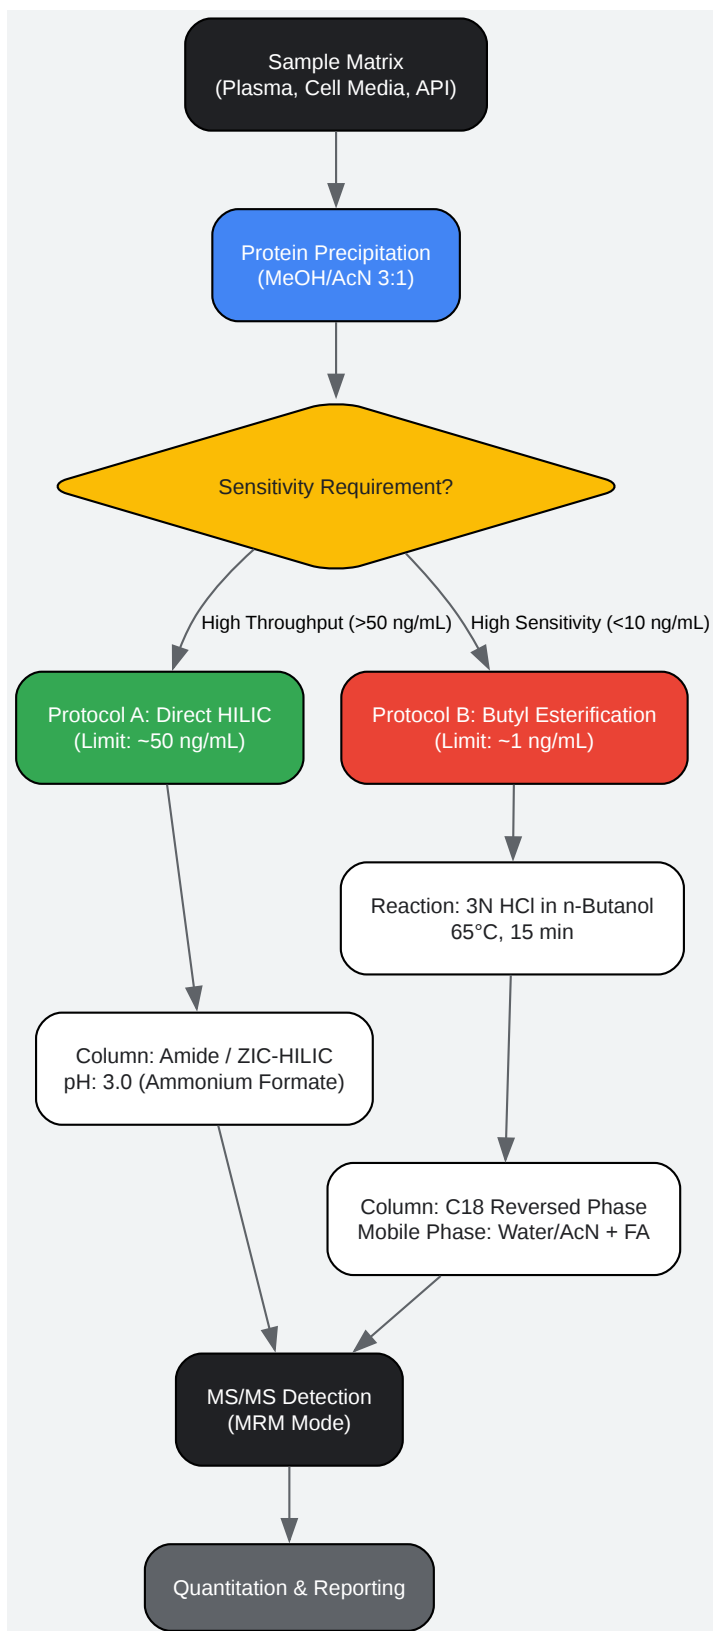 Sample Matrix
(Plasma, Cell Media, API)
Protein Precipitation
(MeOH/AcN 3:1)
Sensitivity Requirement?
High Throughput (>50 ng/mL)
High Sensitivity (<10 ng/mL)
Protocol A: Direct HILIC
(Limit: ~50 ng/mL)
Protocol B: Butyl Esterification
(Limit: ~1 ng/mL)
Reaction: 3N HCl in n-Butanol
65°C, 15 min
Column: Amide / ZIC-HILIC
pH: 3.0 (Ammonium Formate)
Column: C18 Reversed Phase
Mobile Phase: Water/AcN + FA
MS/MS Detection
(MRM Mode)
Quantitation & Reporting